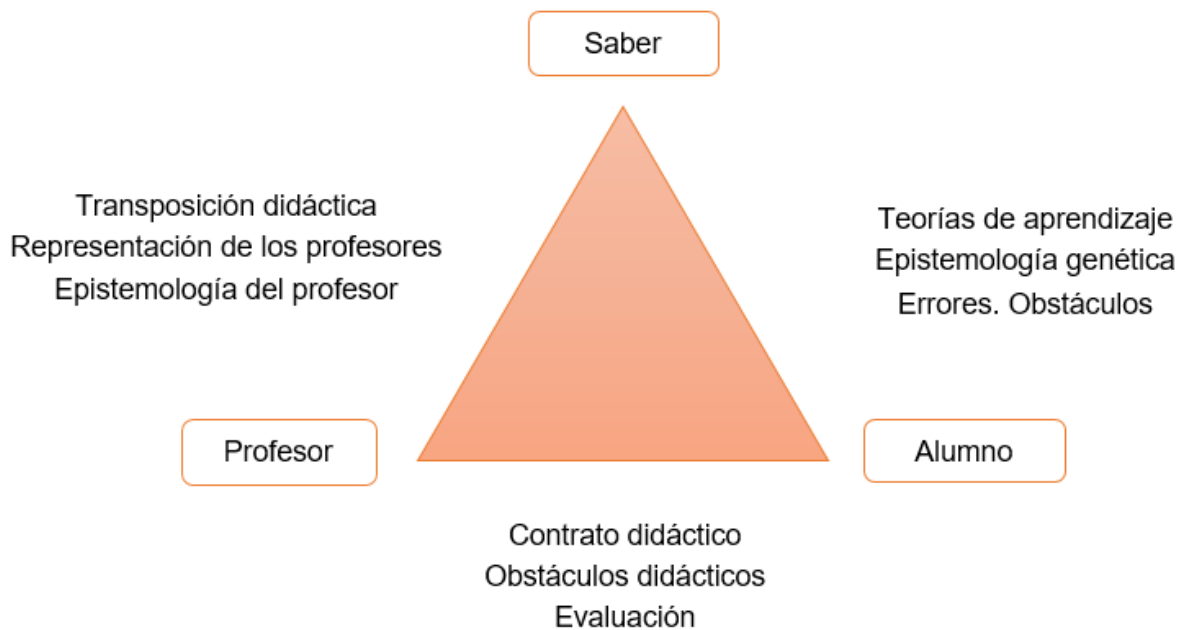 Saber
Transposición didáctica
Representación de los profesores
Epistemología del profesor
Teorías de aprendizaje
Epistemología genética
Errores. Obstáculos
Profesor
Alumno
Contrato didáctico
Obstáculos didácticos
Evaluación